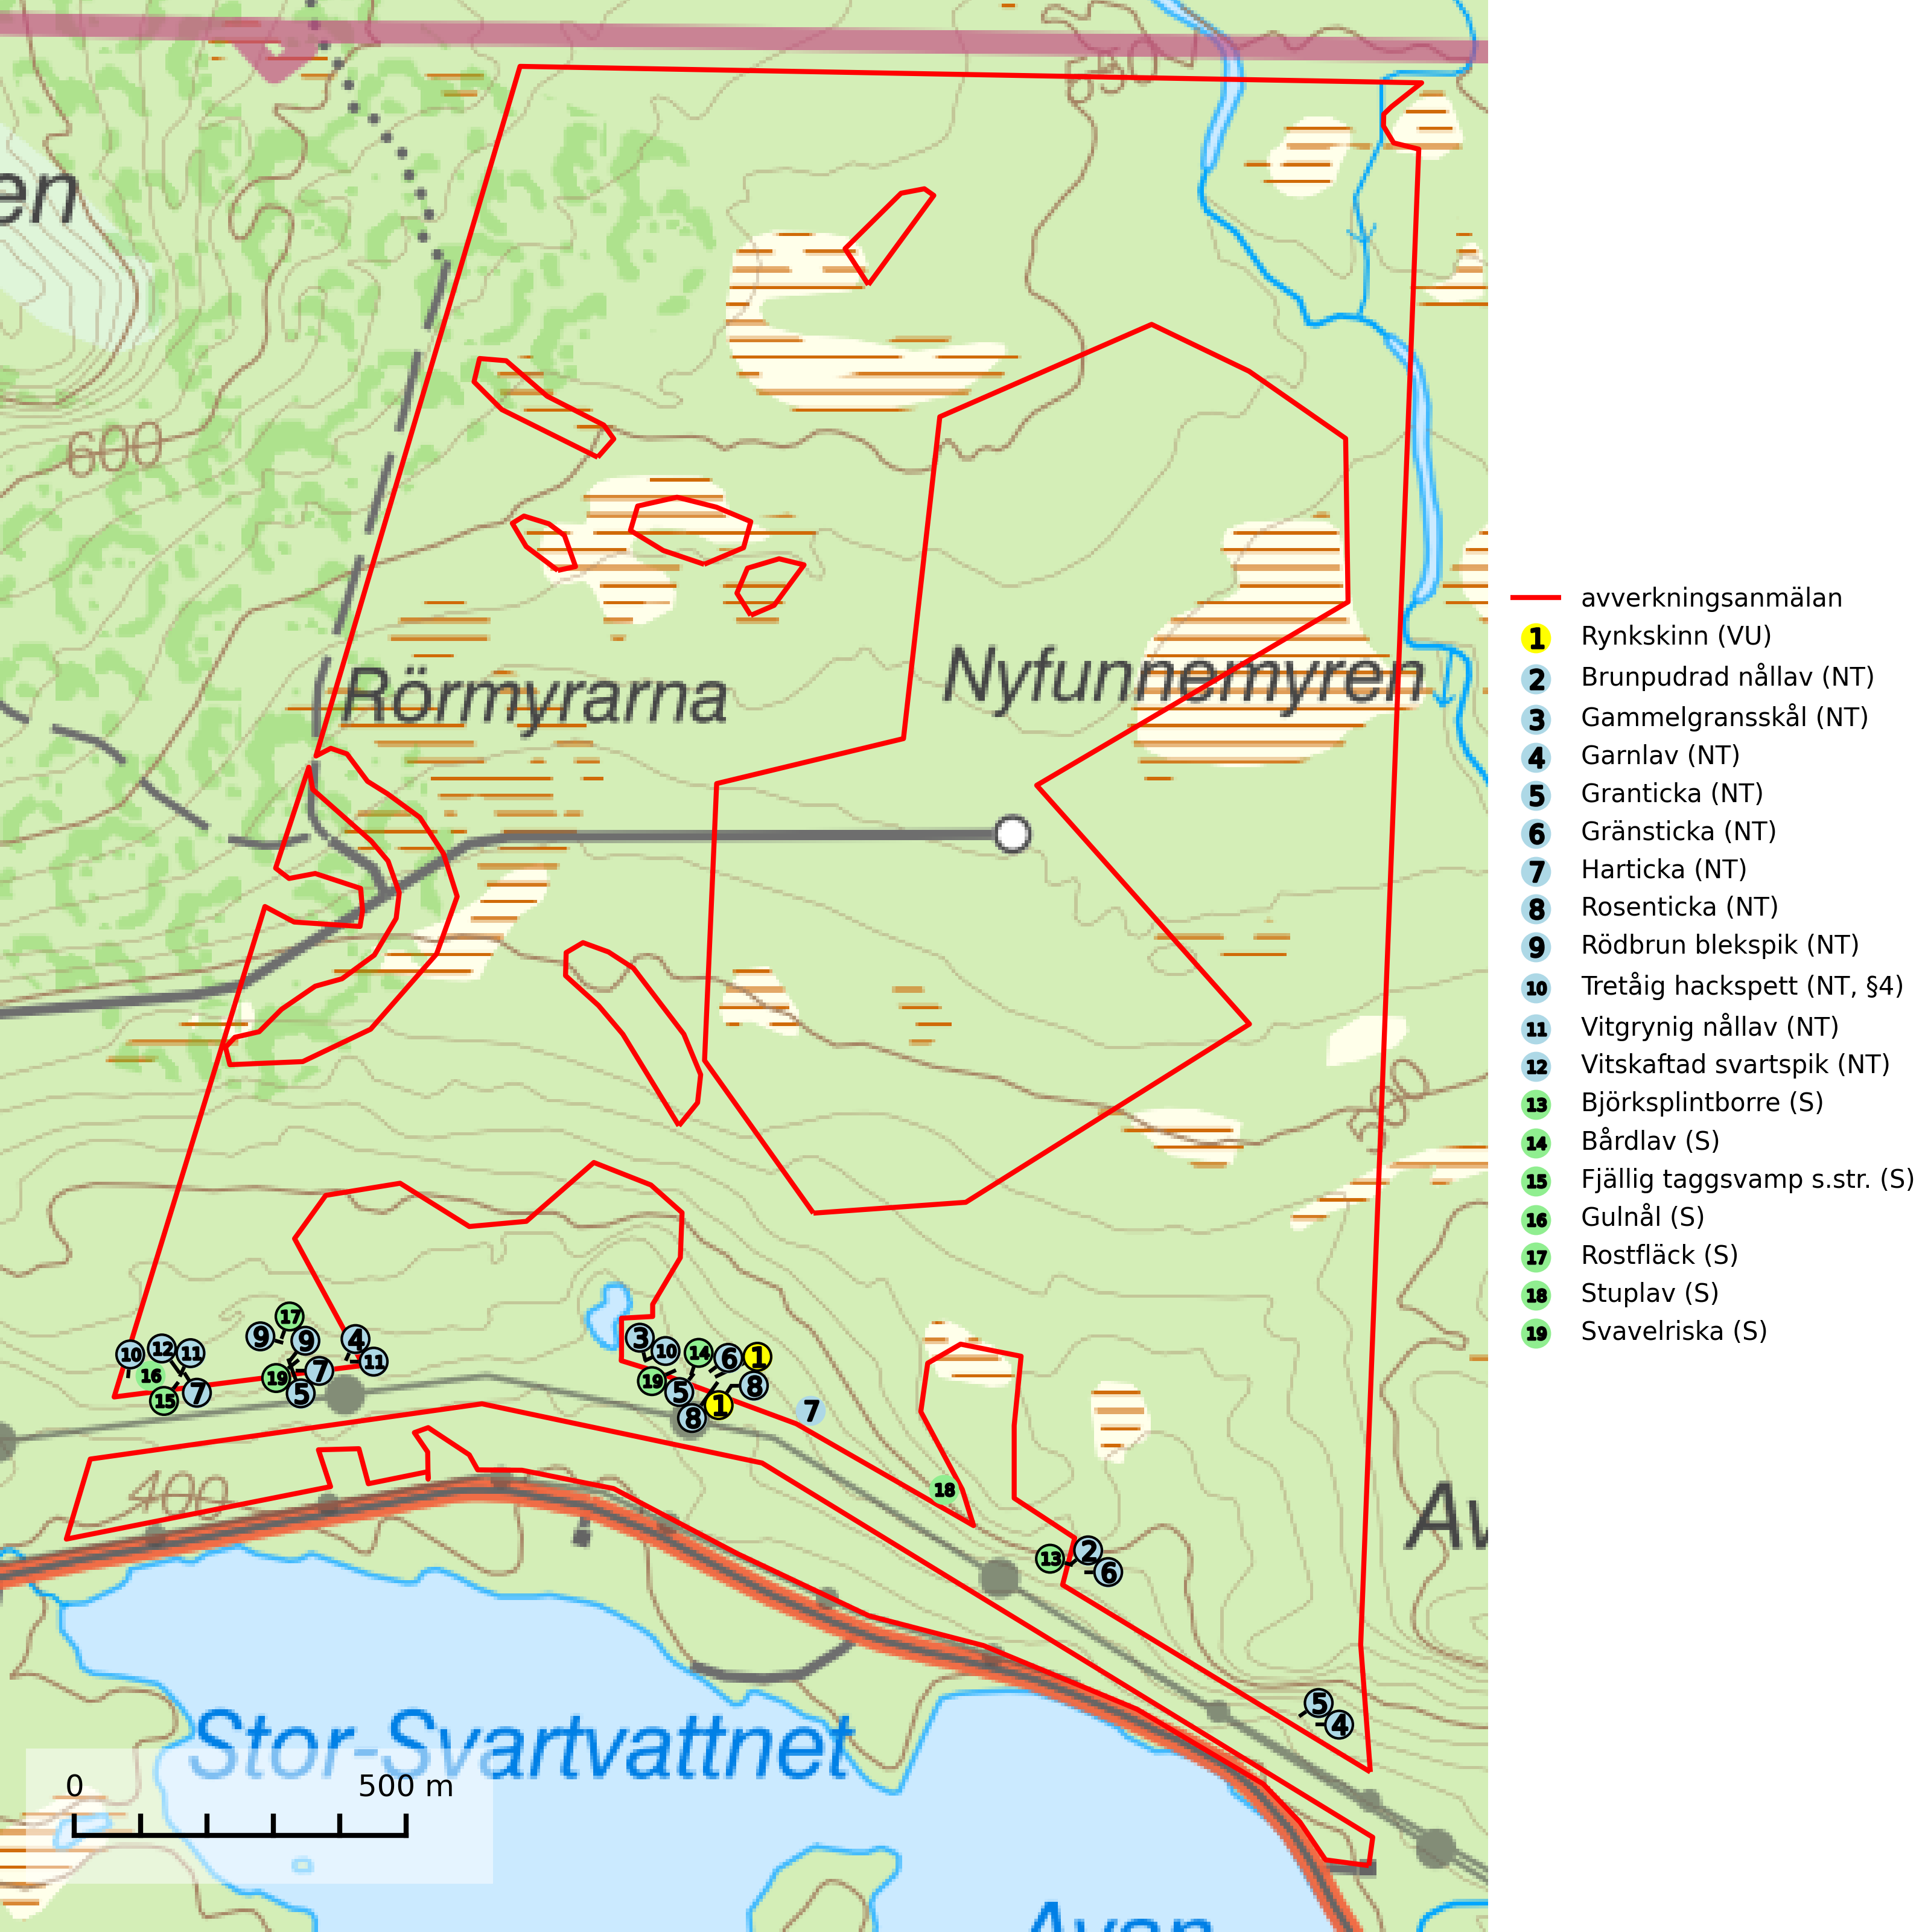 650
en
600
Rörmyrarna
Nyfunnemyren
500
17
9
9
4
10
12
11
11
16
19
7
5
15
7
3
10
14
6
1
19
5
8
8
1
7
400
18
13
2
6
Av
5
4
Stor-Svartvattnet
0
500 m
Avan
avverkningsanmälan
1 Rynkskinn (VU)
2 Brunpudrad nållav (NT)
3 Gammelgransskål (NT)
4 Garnlav (NT)
5 Granticka (NT)
6 Gränsticka (NT)
7 Harticka (NT)
8 Rosenticka (NT)
9 Rödbrun blekspik (NT)
10 Tretåig hackspett (NT, §4)
11 Vitgrynig nållav (NT)
12 Vitskaftad svartspik (NT)
13 Björksplintborre (S)
14 Bårdlav (S)
15 Fjällig taggsvamp s.str. (S)
16 Gulnål (S)
17 Rostfläck (S)
18 Stuplav (S)
19 Svavelriska (S)